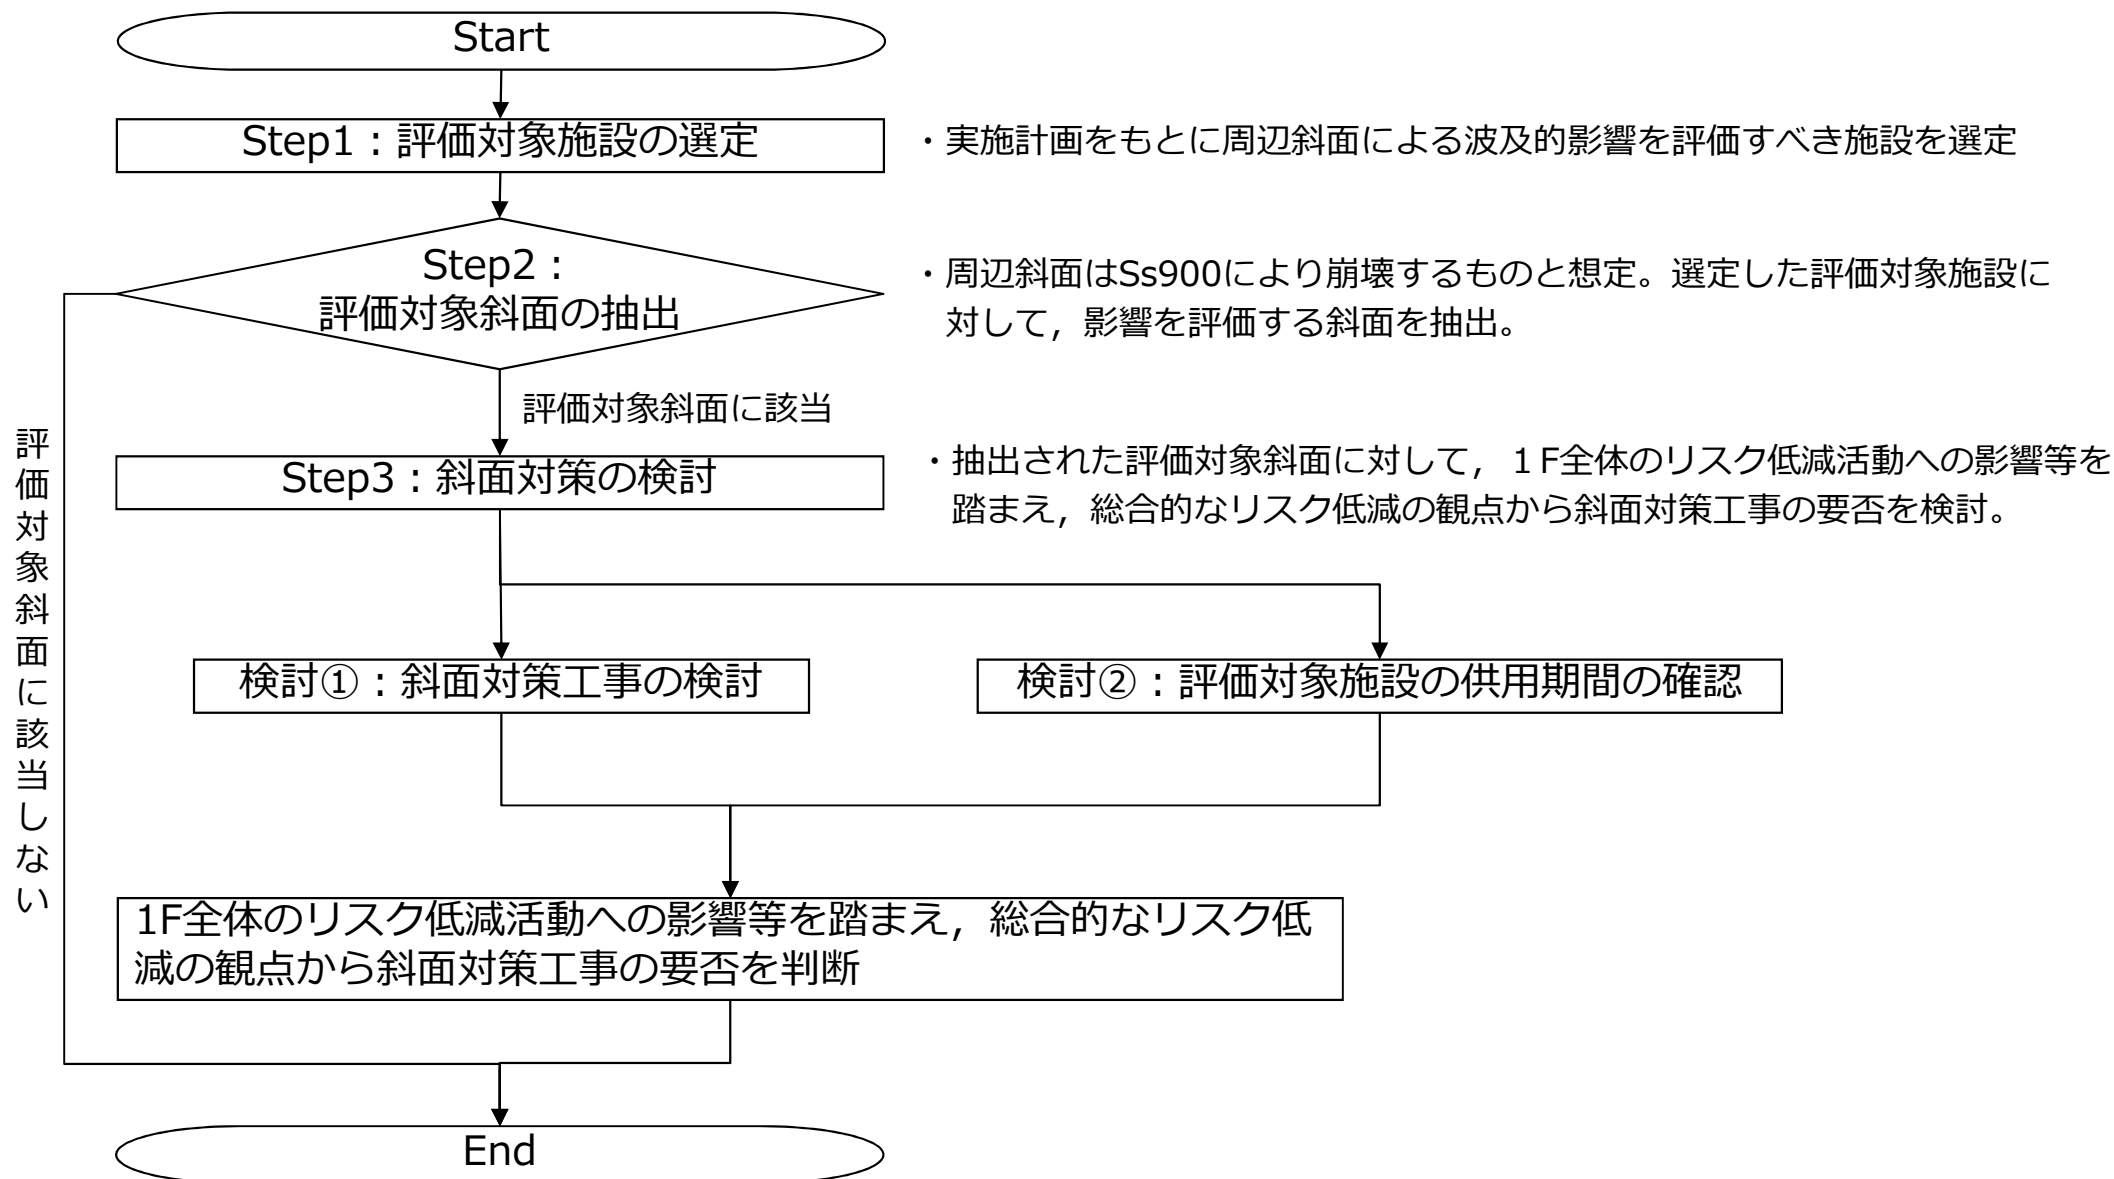 Start
Step1：評価対象施設の選定
・実施計画をもとに周辺斜面による波及的影響を評価すべき施設を選定
Step2：
評価対象斜面の抽出
・周辺斜面はSs900により崩壊するものと想定。選定した評価対象施設に
対して，影響を評価する斜面を抽出。
評価対象斜面に該当
評価対象斜面に該当しない
Step3：斜面対策の検討
・抽出された評価対象斜面に対して，１F全体のリスク低減活動への影響等を
踏まえ，総合的なリスク低減の観点から斜面対策工事の要否を検討。
検討①：斜面対策工事の検討
検討②：評価対象施設の供用期間の確認
1F全体のリスク低減活動への影響等を踏まえ，総合的なリスク低
減の観点から斜面対策工事の要否を判断
End